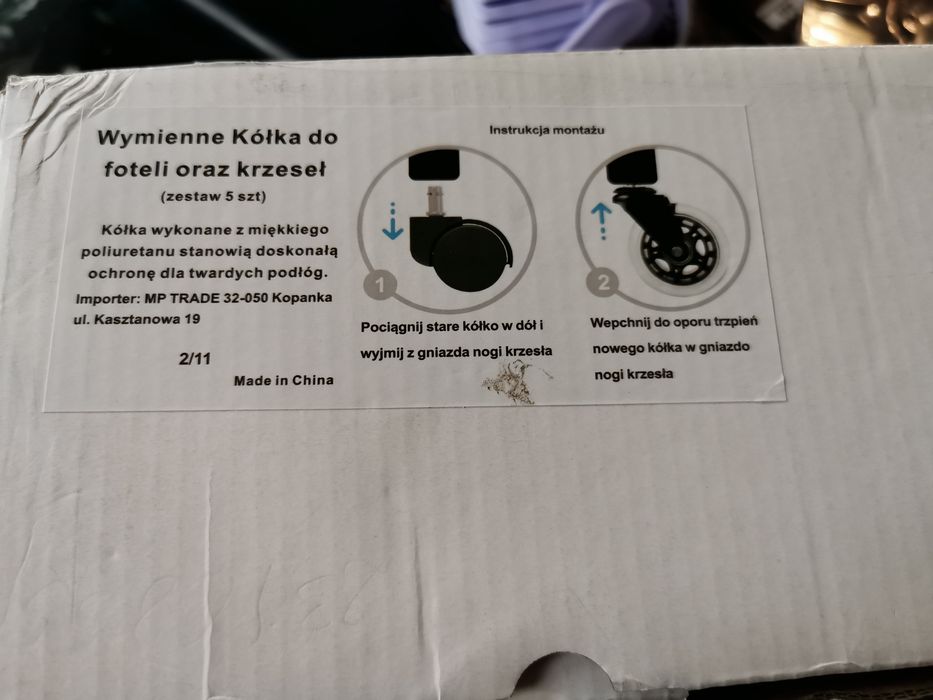 Wymienne Kółka do
foteli oraz krzeseł
(zestaw 5 szt)
Kółka wykonane z miękkiego
poliuretanu stanowią doskonałą
ochronę dla twardych podłóg.
Importer: MP TRADE 32-050 Kopanka
ul. Kasztanowa 19
2/11
Made in China
Instrukcja montażu
1
Pociągnij stare kółko w dół i
wyjmij z gniazda nogi krzesła
2
Wepchnij do oporu trzpień
nowego kółka w gniazdo
nogi krzesła